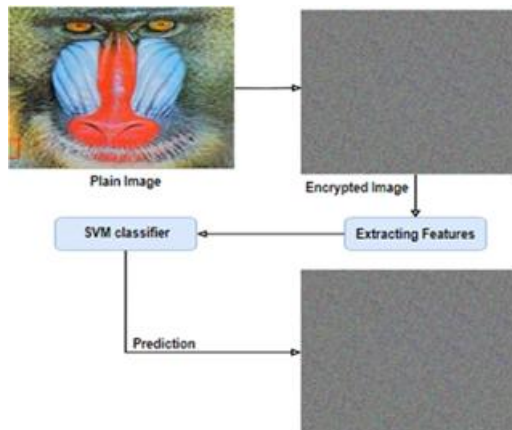 Plain Image
Encrypted Image
SVM classifier
Extracting Features
Prediction